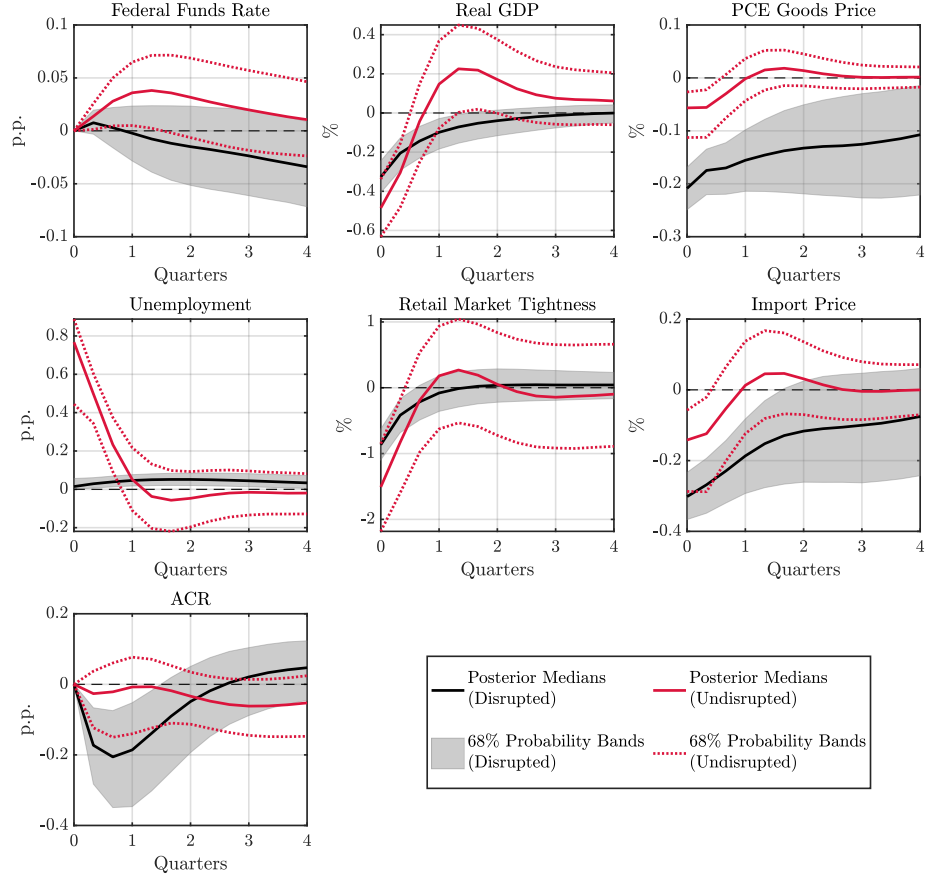 Federal Funds Rate
0.1
0.05
0
-0.05
-0.1
p.p.
0 1 2 3 4
Quarters
Real GDP
0.4
0.2
0
-0.2
-0.4
-0.6
%
0 1 2 3 4
Quarters
PCE Goods Price
0.1
0
-0.1
-0.2
-0.3
%
0 1 2 3 4
Quarters
Unemployment
0.8
0.6
0.4
0.2
0
-0.2
p.p.
0 1 2 3 4
Quarters
Retail Market Tightness
1
0
-1
-2
%
0 1 2 3 4
Quarters
Import Price
0.2
0
-0.2
-0.4
%
0 1 2 3 4
Quarters
ACR
0.2
0
-0.2
-0.4
p.p.
0 1 2 3 4
Quarters
Posterior Medians
(Disrupted)
Posterior Medians
(Undisrupted)
68% Probability Bands
(Disrupted)
68% Probability Bands
(Undisrupted)